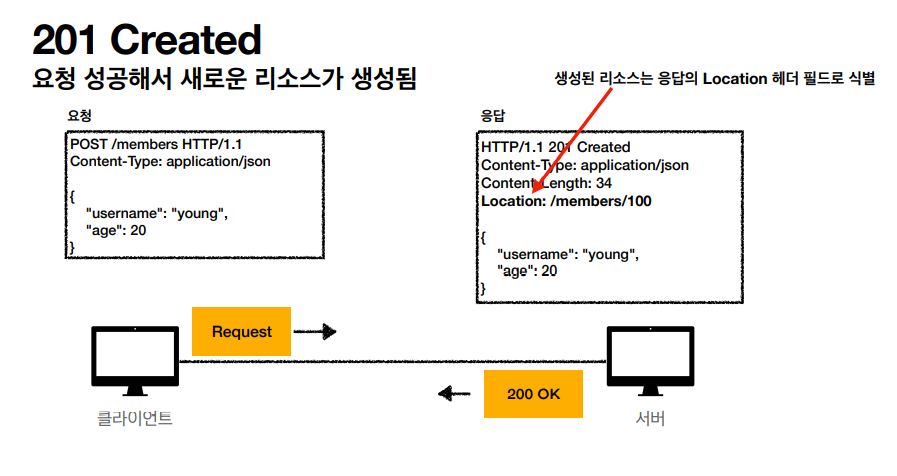 201 Created
요청 성공해서 새로운 리소스가 생성됨
생성된 리소스는 응답의 Location 헤더 필드로 식별
요청
POST /members HTTP/1.1
Content-Type: application/json
{
"username": "young",
"age": 20
}
응답
HTTP/1.1 201 Created
Content-Type: application/json
Content-Length: 34
Location: /members/100
{
"username": "young",
"age": 20
}
Request
200 OK
클라이언트
서버